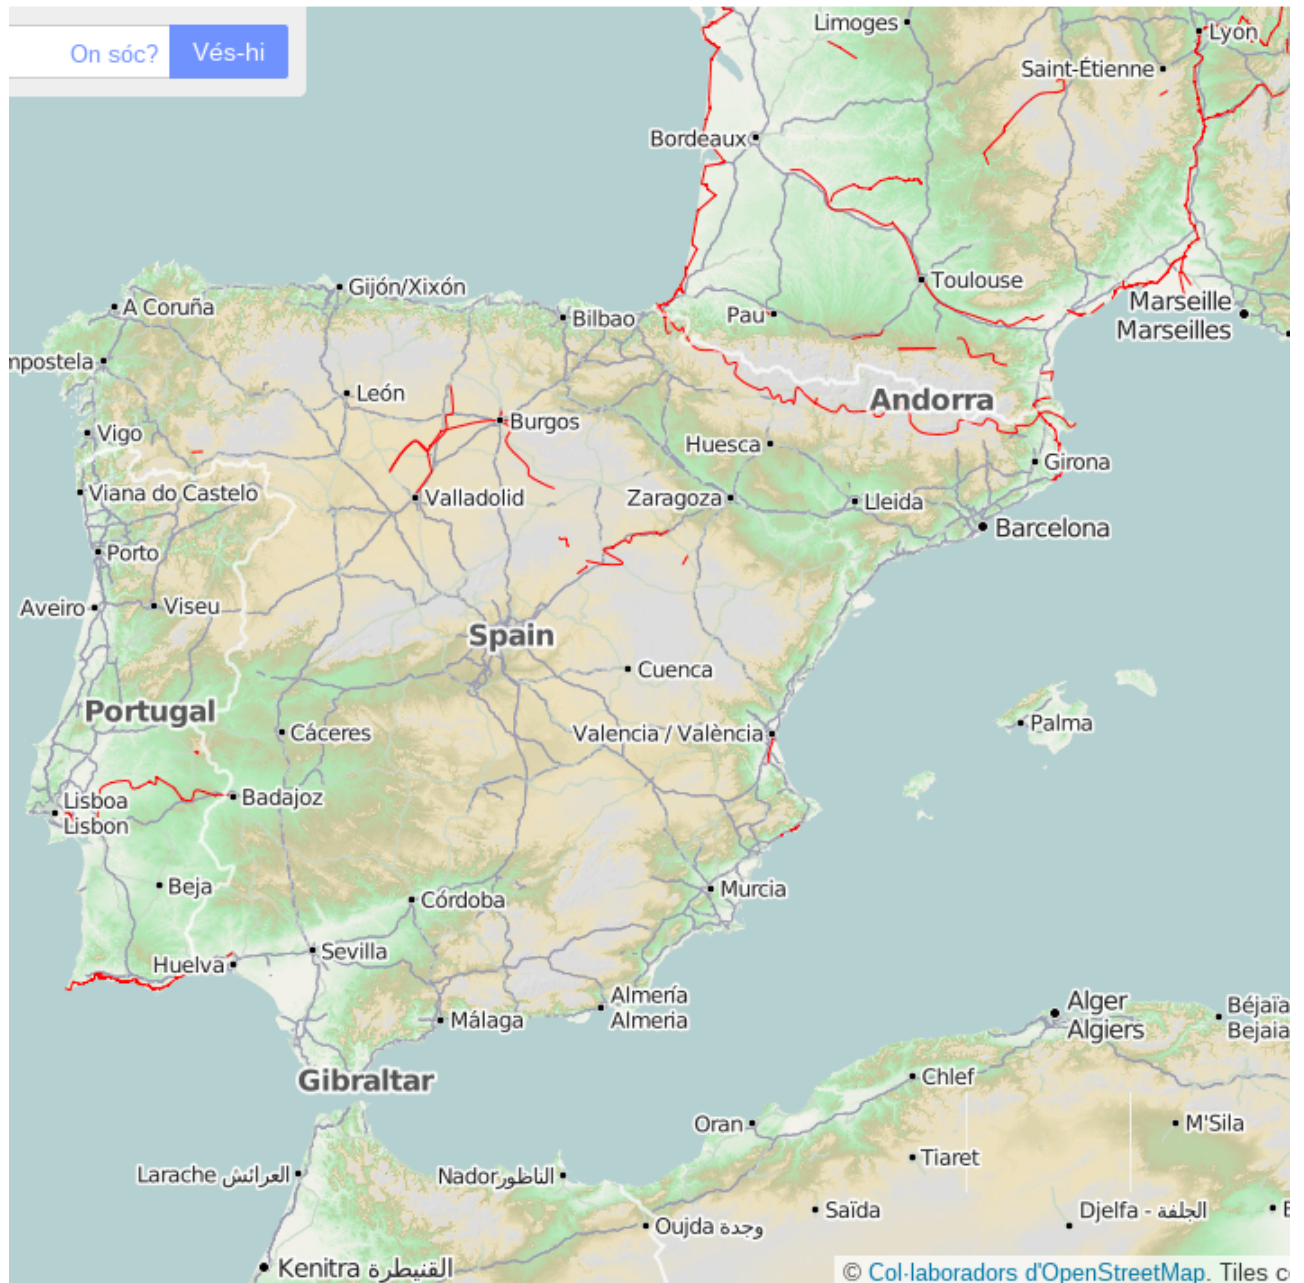 On sóc? Vés-hi
Limoges
Lyon
Saint-Étienne
Bordeaux
Toulouse
Gijón/Xixón
A Coruña
Bilbao
Pau
Marseille
Marseilles
mpostela
León
Andorra
Burgos
Vigo
Huesca
Girona
Viana do Castelo
Valladolid
Zaragoza
Lleida
Barcelona
Porto
Aveiro
Viseu
Spain
Cuenca
Portugal
Palma
Cáceres
Valencia / València
Lisboa
Lisbon
Badajoz
Beja
Córdoba
Murcia
Huelva
Sevilla
Almería
Almeria
Málaga
Alger
Algiers
Béjaïa
Bejaia
Gibraltar
Chlef
Oran
M'Sila
Tiaret
Larache العرائش
Nador الناظور
Saïda
Djelfa - الجلفة
Oujda وجدة
Kenitra القنيطرة
© Col·laboradors d'OpenStreetMap. Tiles